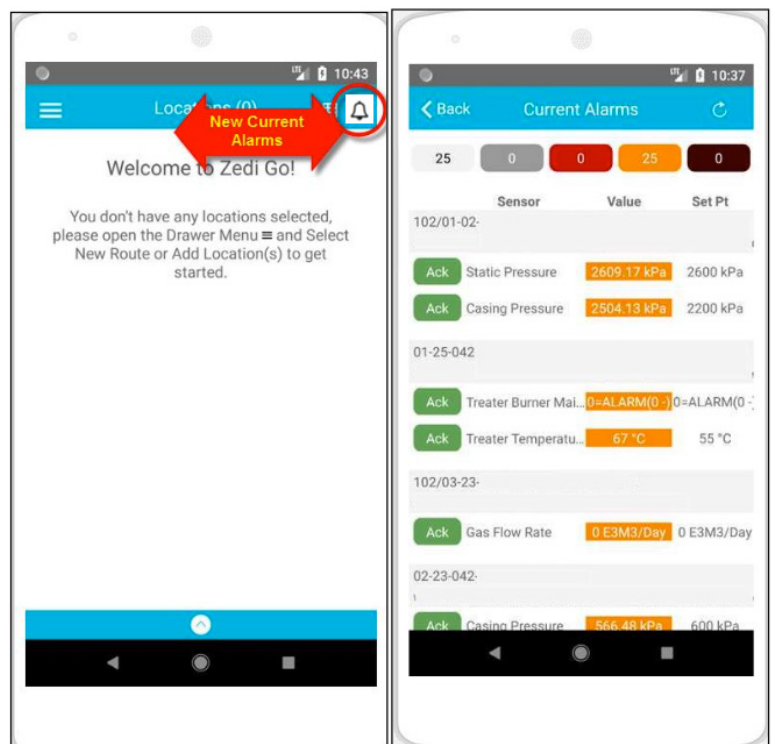 LTE 10:43
Locations (0)
New Current
Alarms
Welcome to Zedi Go!
You don't have any locations selected,
please open the Drawer Menu ≡ and Select
New Route or Add Location(s) to get
started.
LTE 10:37
Back Current Alarms
25 0 0 25 0
Sensor Value Set Pt
102/01-02-
Ack Static Pressure 2609.17 kPa 2600 kPa
Ack Casing Pressure 2504.13 kPa 2200 kPa
01-25-042
Ack Treater Burner Mai... 0=ALARM(0 -) 0=ALARM(0 -
Ack Treater Temperatu... 67 °C 55 °C
102/03-23-
Ack Gas Flow Rate 0 E3M3/Day 0 E3M3/Day
02-23-042-
Ack Casing Pressure 566.48 kPa 600 kPa